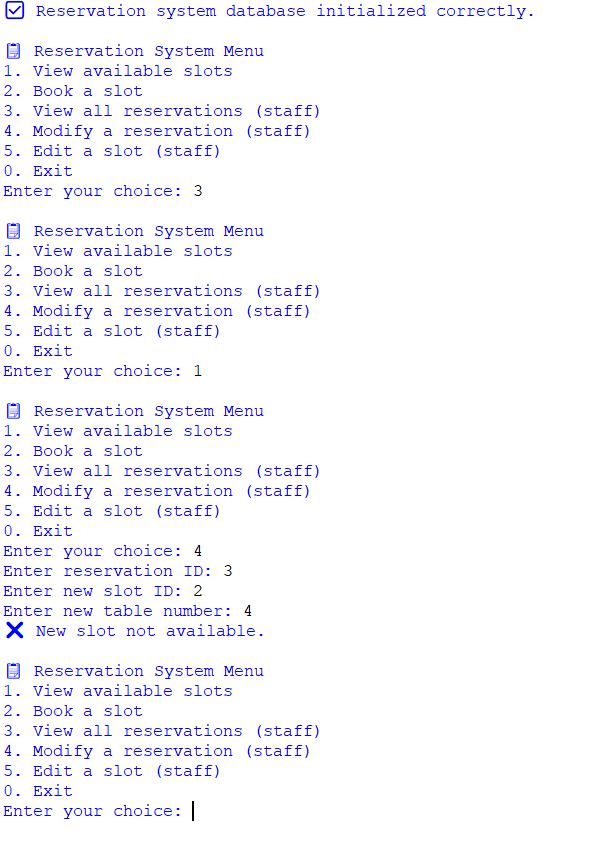 ☑ Reservation system database initialized correctly.
📋 Reservation System Menu
1. View available slots
2. Book a slot
3. View all reservations (staff)
4. Modify a reservation (staff)
5. Edit a slot (staff)
0. Exit
Enter your choice: 3
📋 Reservation System Menu
1. View available slots
2. Book a slot
3. View all reservations (staff)
4. Modify a reservation (staff)
5. Edit a slot (staff)
0. Exit
Enter your choice: 1
📋 Reservation System Menu
1. View available slots
2. Book a slot
3. View all reservations (staff)
4. Modify a reservation (staff)
5. Edit a slot (staff)
0. Exit
Enter your choice: 4
Enter reservation ID: 3
Enter new slot ID: 2
Enter new table number: 4
❌ New slot not available.
📋 Reservation System Menu
1. View available slots
2. Book a slot
3. View all reservations (staff)
4. Modify a reservation (staff)
5. Edit a slot (staff)
0. Exit
Enter your choice: